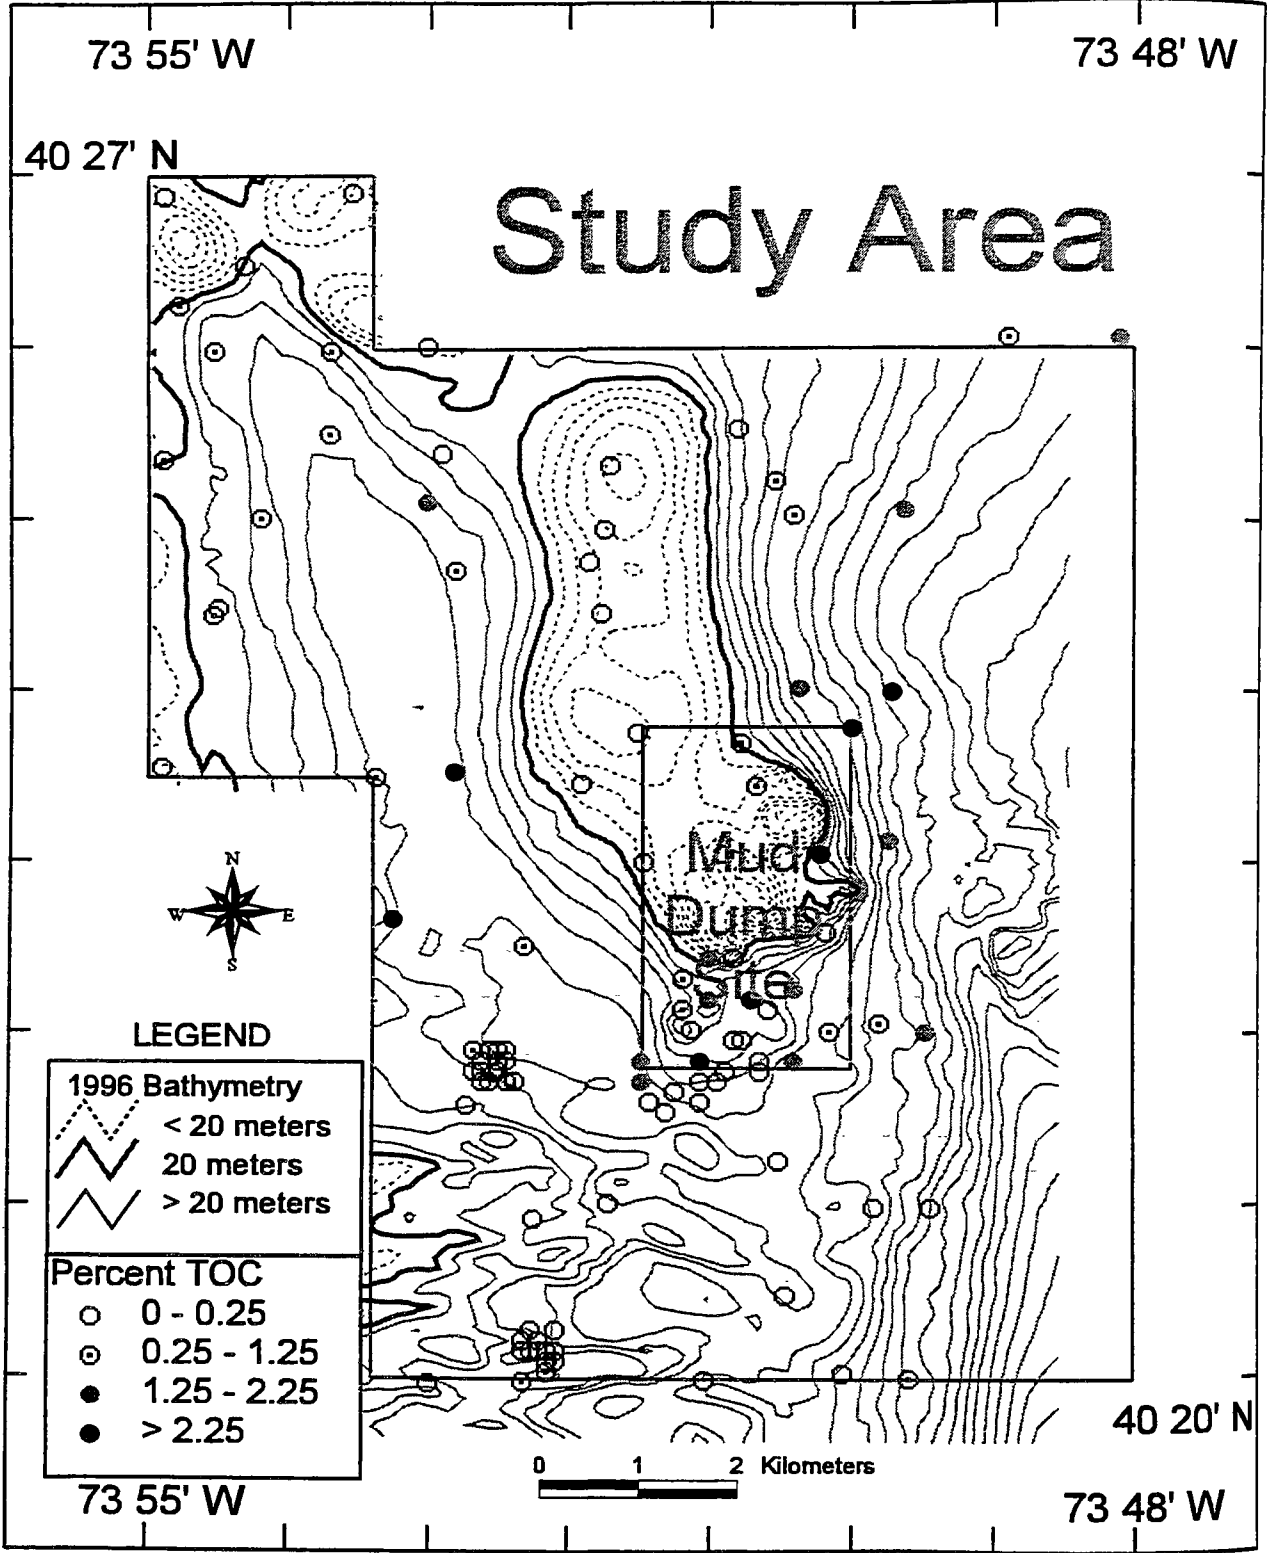 73 55' W
73 48' W
40 27' N
Study Area
Mud
Dump
Site
N
W
E
S
LEGEND
1996 Bathymetry
< 20 meters
20 meters
> 20 meters
Percent TOC
0 - 0.25
0.25 - 1.25
1.25 - 2.25
> 2.25
40 20' N
0 1 2 Kilometers
73 55' W
73 48' W